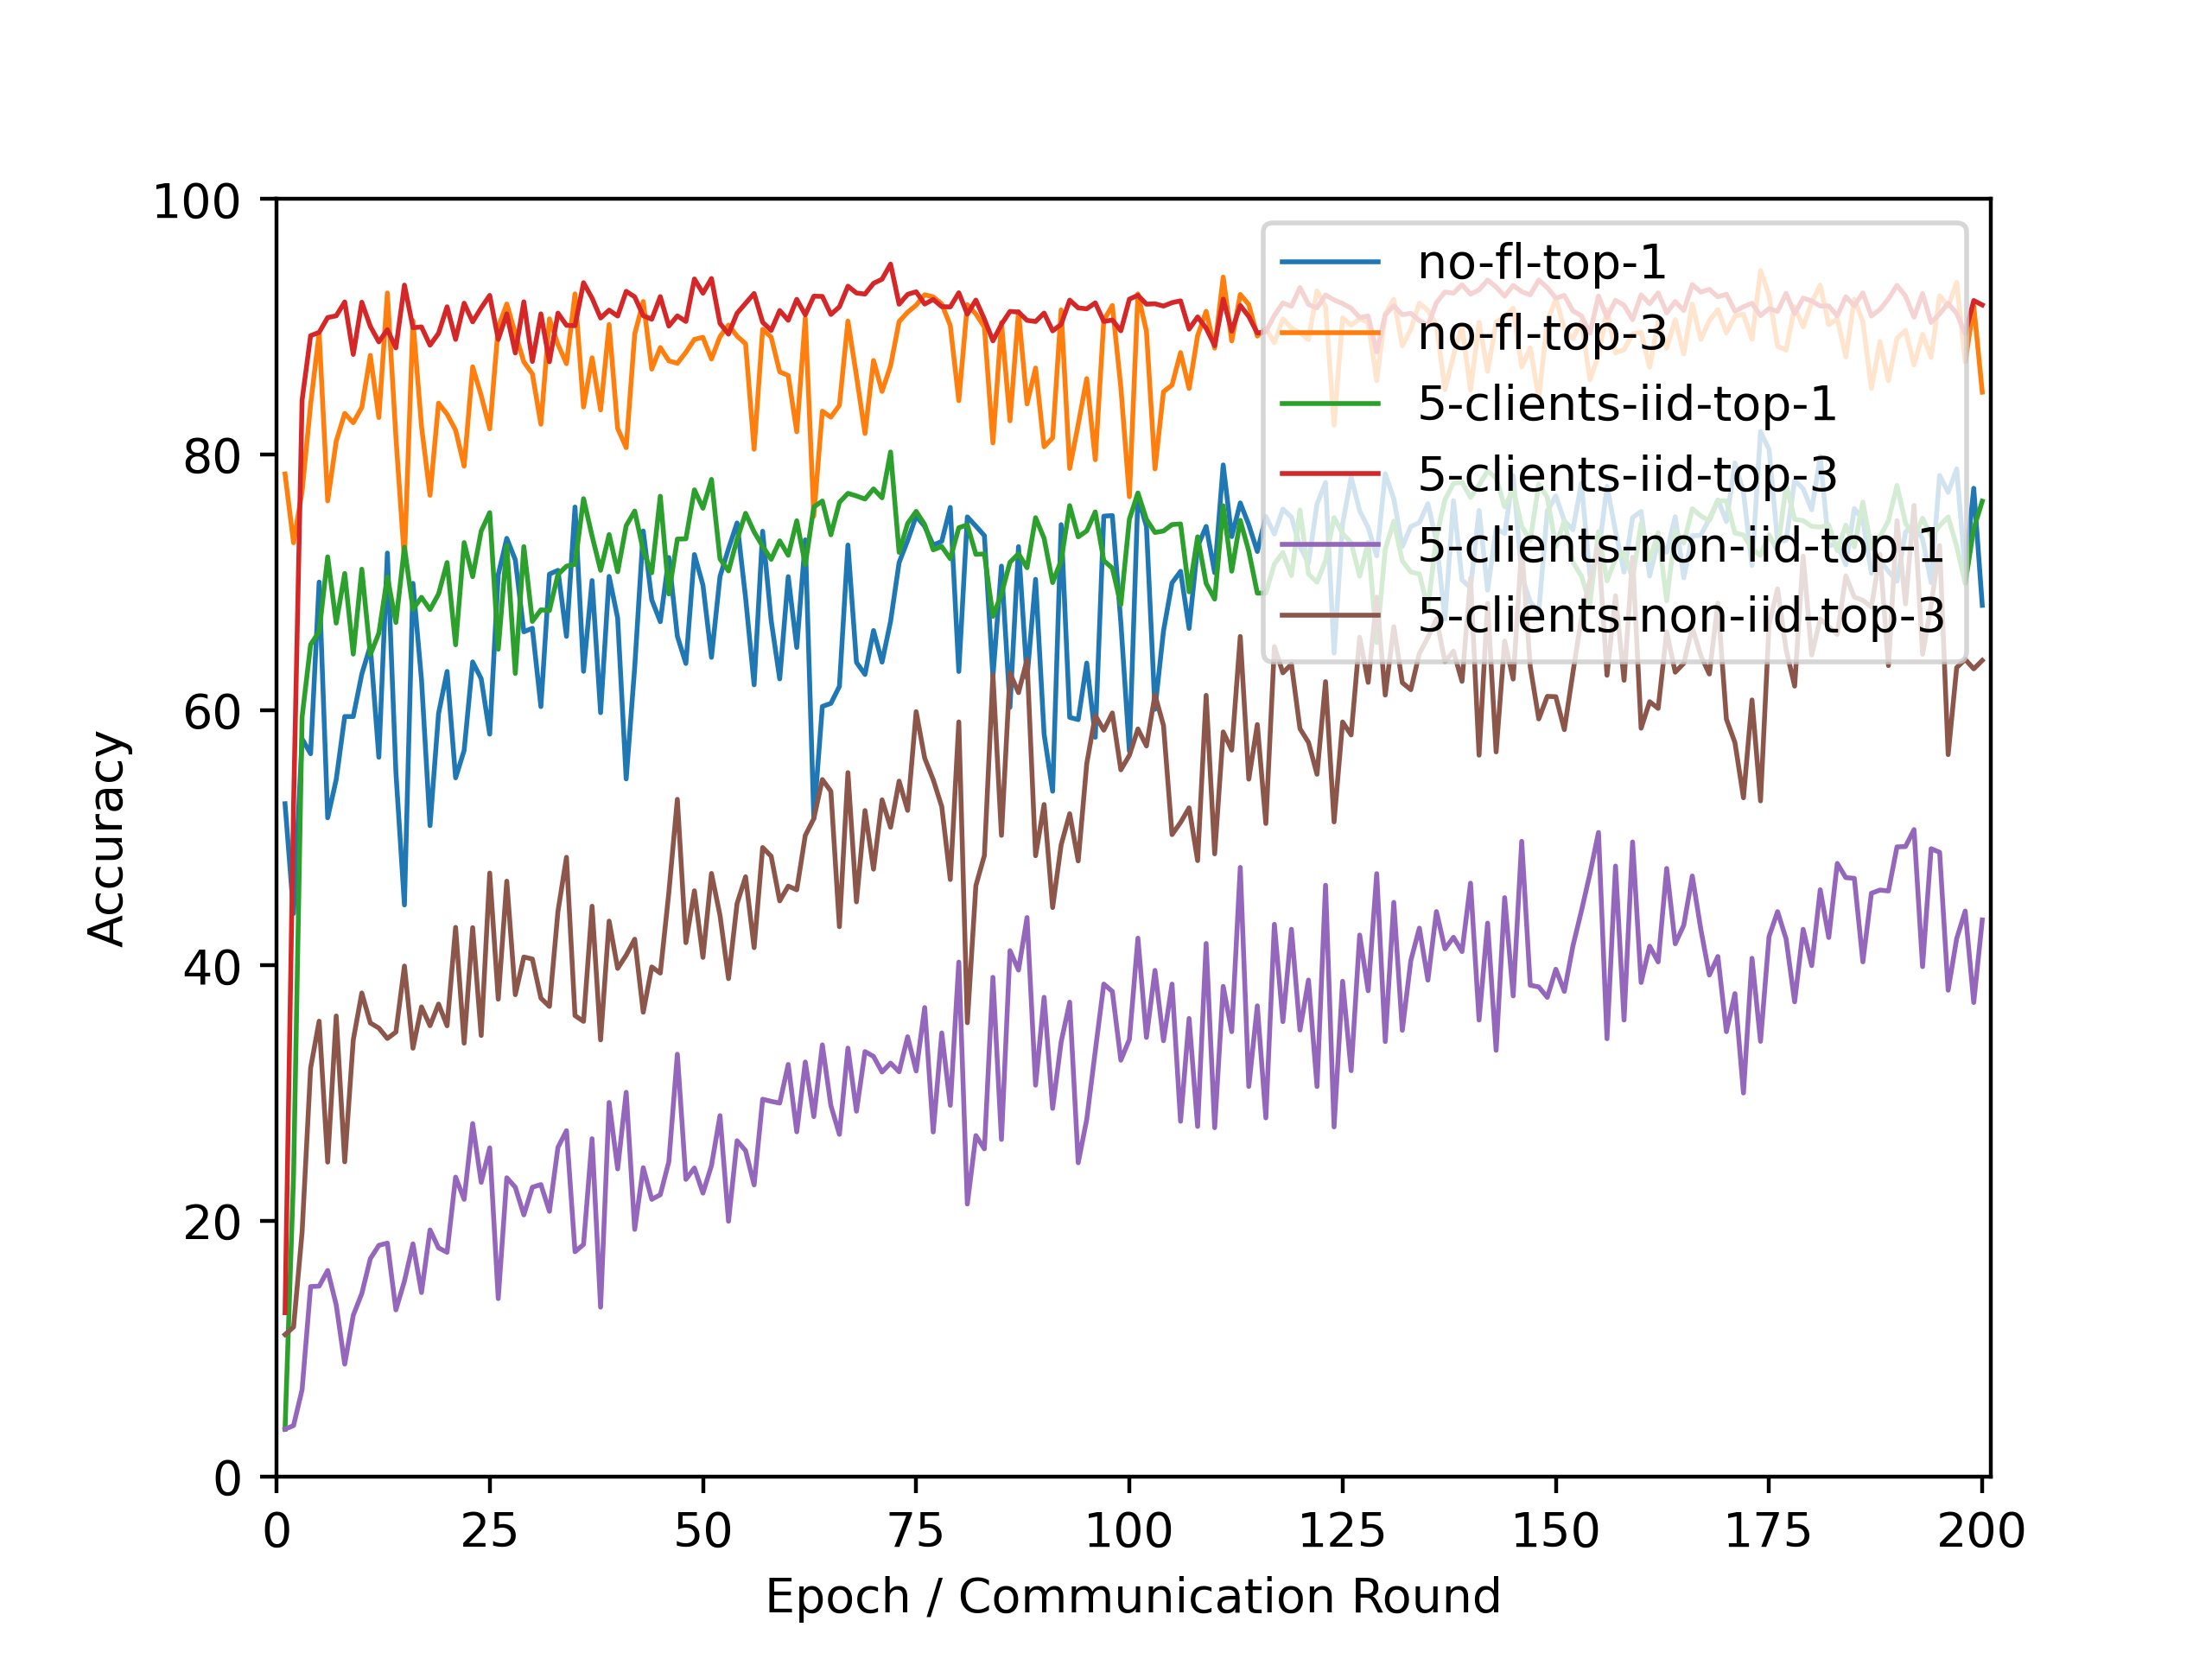 100
80
60
40
20
0
Accuracy
no-fl-top-1
no-fl-top-3
5-clients-iid-top-1
5-clients-iid-top-3
5-clients-non-iid-top-1
5-clients-non-iid-top-3
0 25 50 75 100 125 150 175 200
Epoch / Communication Round